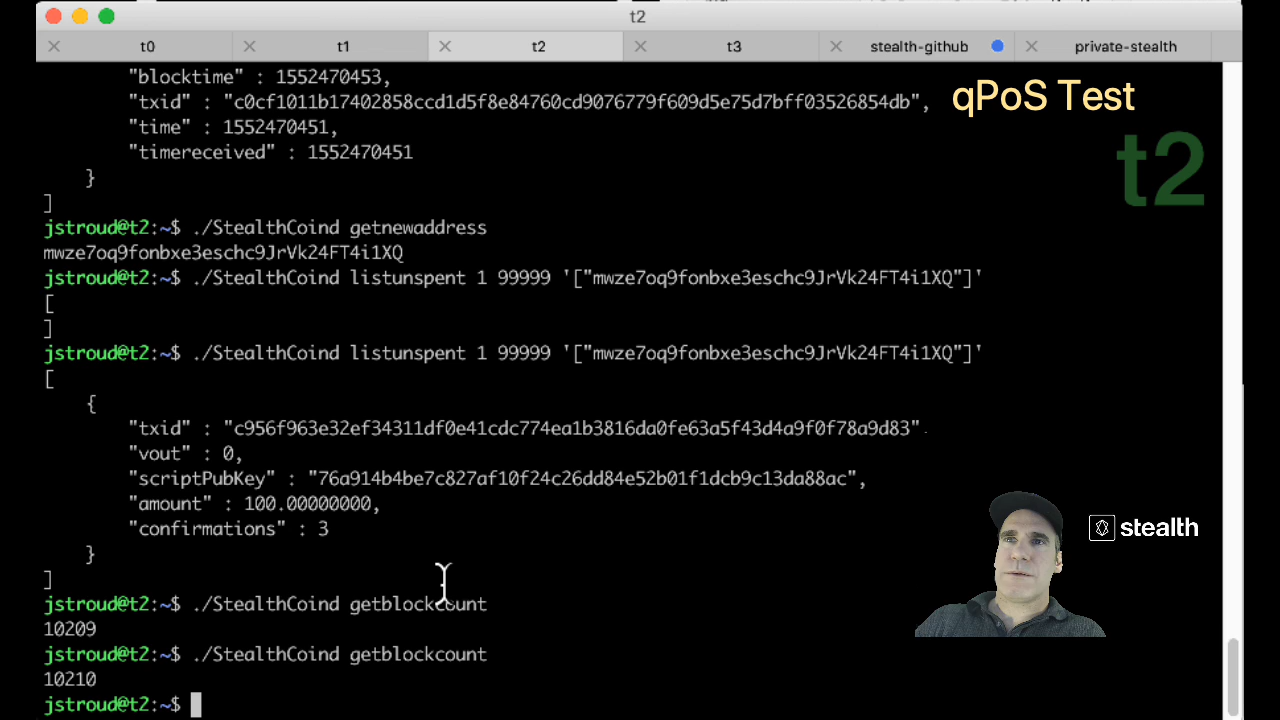 t2
t0
t1
t2
t3
stealth-github
private-stealth
"blocktime" : 1552470453,
"txid" : "c0cf1011b17402858ccd1d5f8e84760cd9076779f609d5e75d7bff03526854db",
"time" : 1552470451,
"timereceived" : 1552470451
}
]
qPoS Test
t2
jstroud@t2:~$ ./StealthCoind getnewaddress
mwze7oq9fonbxe3eschc9JrVk24FT4i1XQ
jstroud@t2:~$ ./StealthCoind listunspent 1 99999 '["mwze7oq9fonbxe3eschc9JrVk24FT4i1XQ"]'
[
]
jstroud@t2:~$ ./StealthCoind listunspent 1 99999 '["mwze7oq9fonbxe3eschc9JrVk24FT4i1XQ"]'
[
{
"txid" : "c956f963e32ef34311df0e41cdc774ea1b3816da0fe63a5f43d4a9f0f78a9d83",
"vout" : 0,
"scriptPubKey" : "76a914b4be7c827af10f24c26dd84e52b01f1dcb9c13da88ac",
"amount" : 100.00000000,
"confirmations" : 3
}
]
stealth
jstroud@t2:~$ ./StealthCoind getblockcount
10209
jstroud@t2:~$ ./StealthCoind getblockcount
10210
jstroud@t2:~$